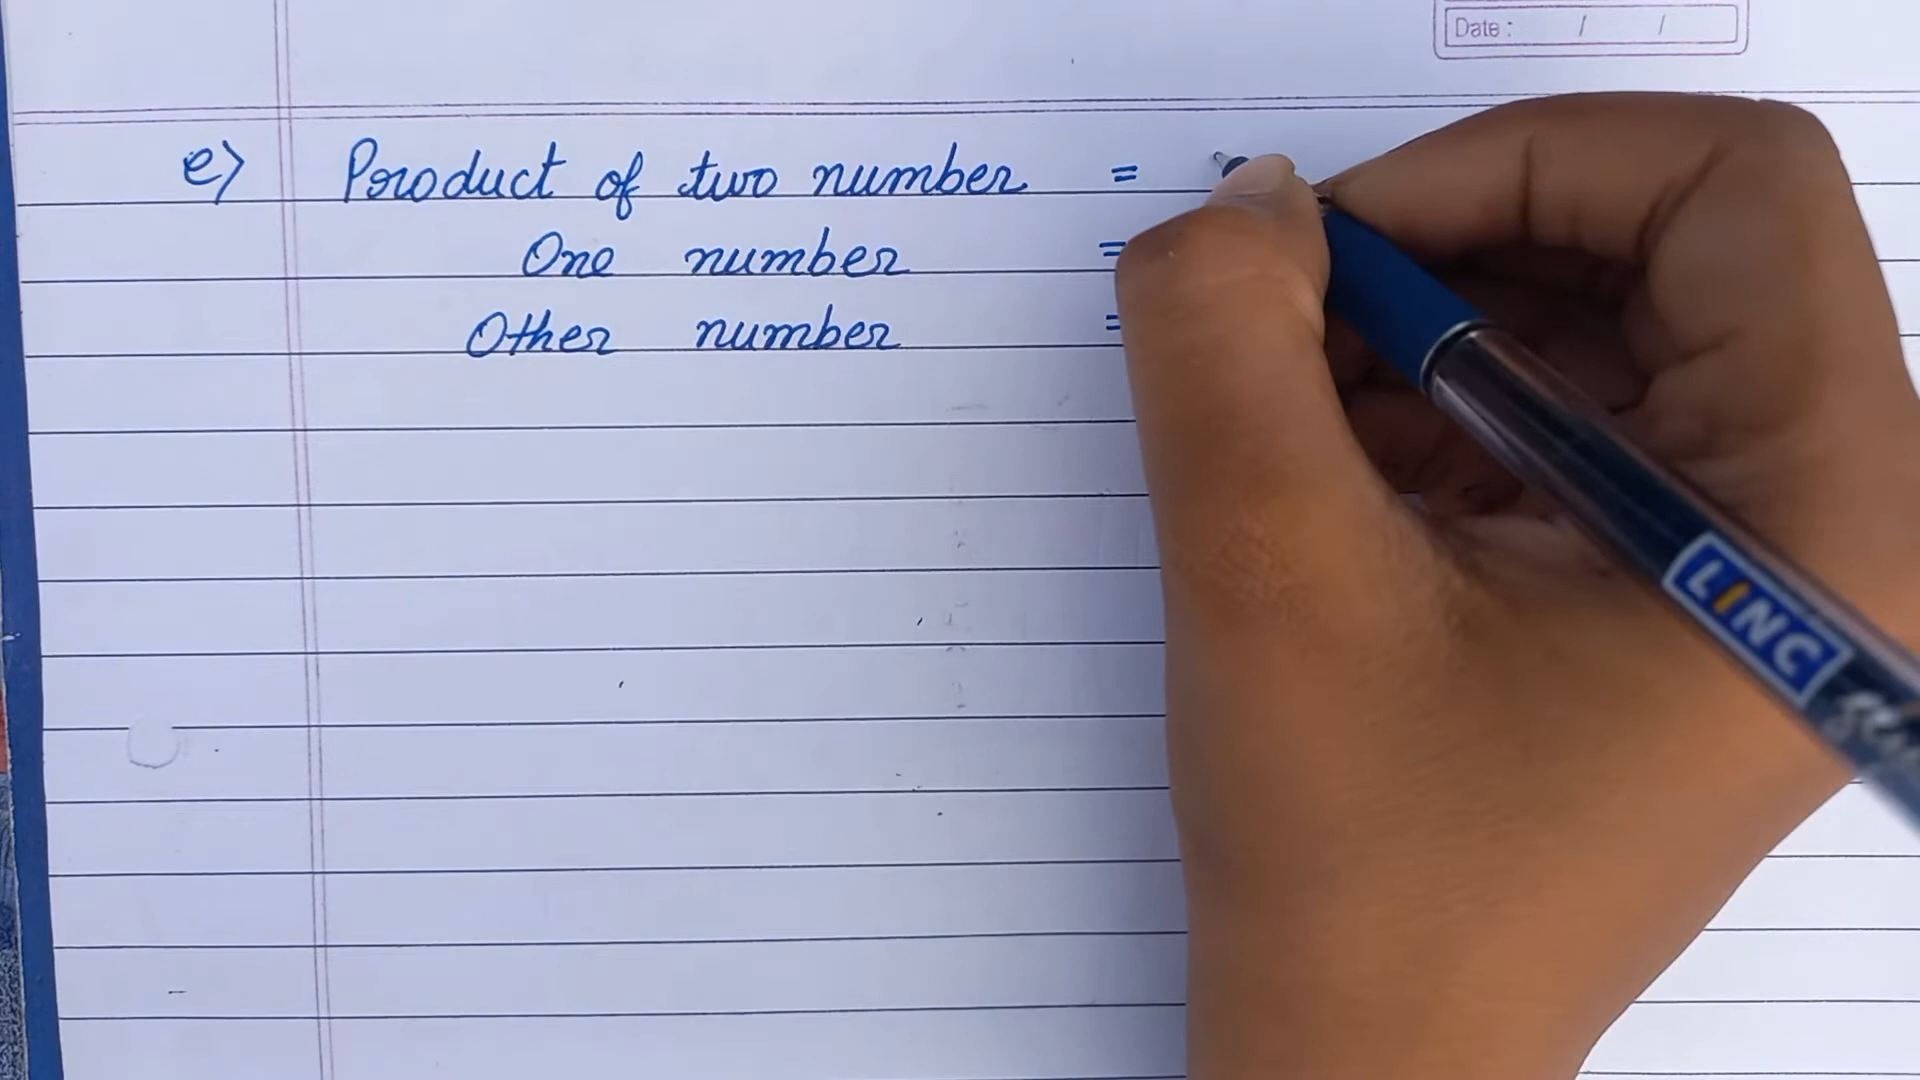 Date : / /
e) Product of two number =
One number =
Other number =
LINC